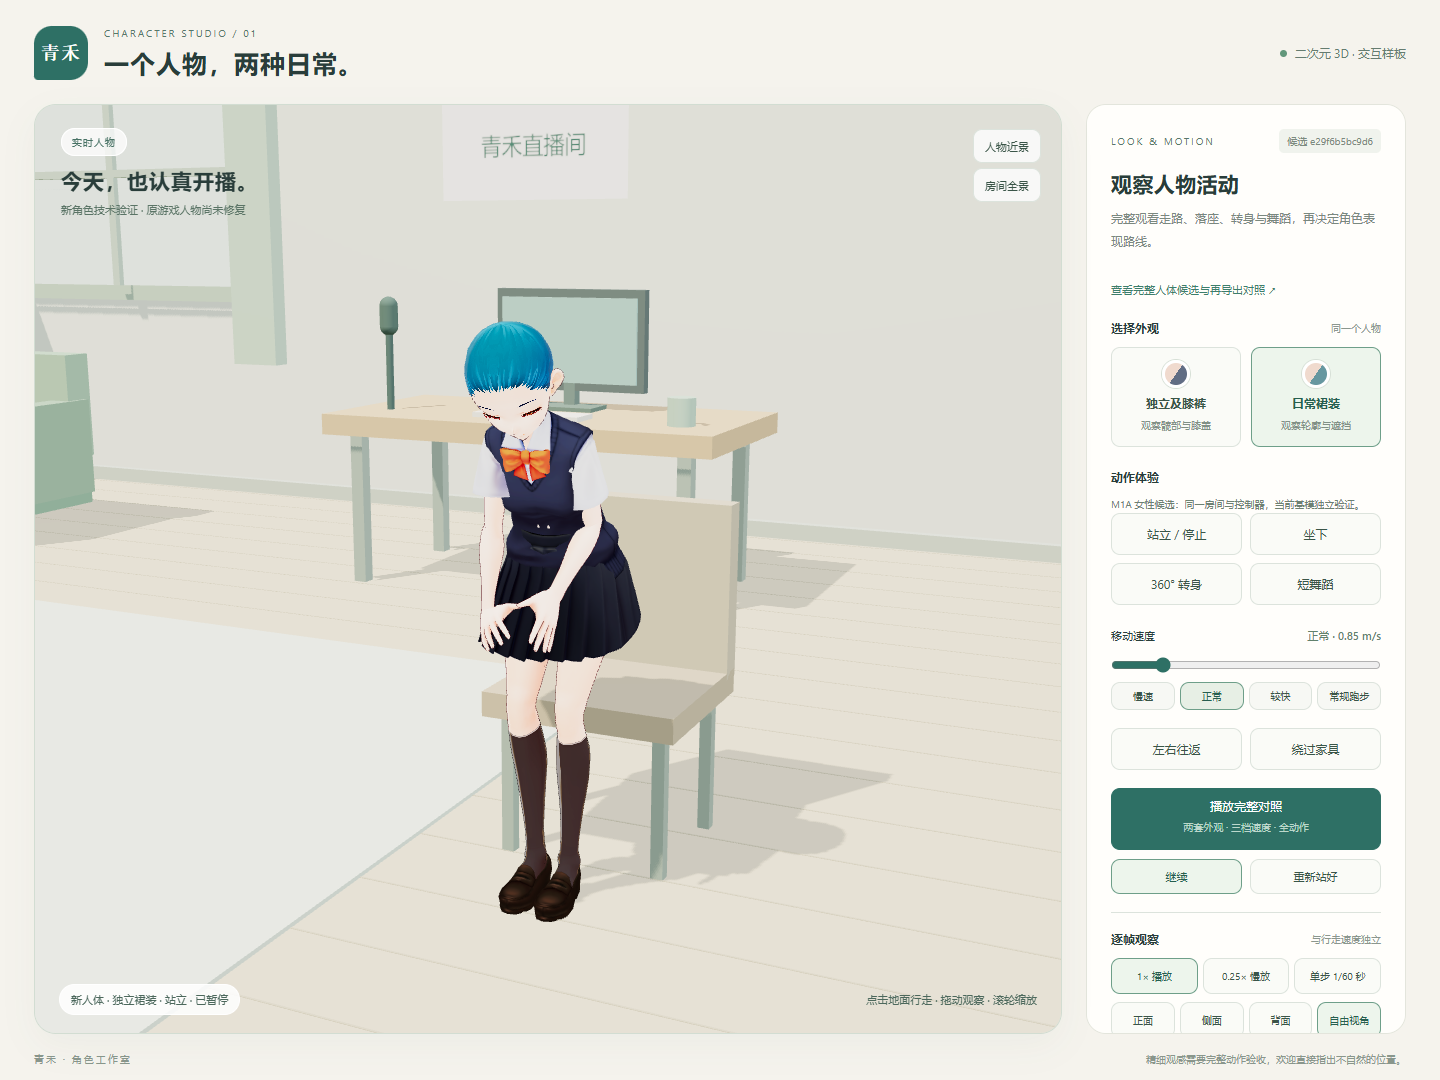 青禾
CHARACTER STUDIO / 01
一个人物，两种日常。
二次元 3D · 交互样板
实时人物
今天，也认真开播。
新角色技术验证 · 原游戏人物尚未修复
青禾直播间
人物近景
房间全景
新人体 · 独立裙装 · 站立 · 已暂停
点击地面行走 · 拖动观察 · 滚轮缩放
LOOK & MOTION
候选 e29f6b5bc9d6
观察人物活动
完整观看走路、落座、转身与舞蹈，再决定角色表
现路线。
查看完整人体候选与再导出对照 ↗
选择外观
同一个人物
独立及膝裤
观察髋部与膝盖
日常裙装
观察轮廓与遮挡
动作体验
M1A 女性候选：同一房间与控制器，当前基模独立验证。
站立 / 停止
坐下
360° 转身
短舞蹈
移动速度
正常 · 0.85 m/s
慢速
正常
较快
常规跑步
左右往返
绕过家具
播放完整对照
两套外观 · 三档速度 · 全动作
继续
重新站好
逐帧观察
与行走速度独立
1× 播放
0.25× 慢放
单步 1/60 秒
正面
侧面
背面
自由视角
青禾 · 角色工作室
精细观感需要完整动作验收，欢迎直接指出不自然的位置。